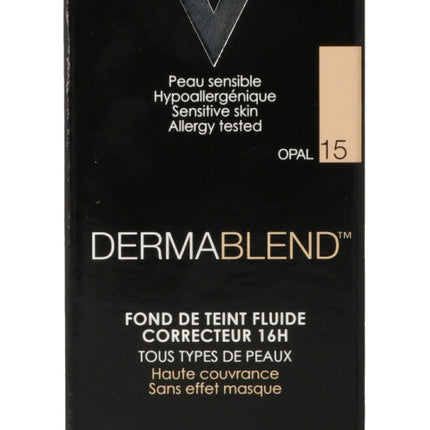 V
Peau sensible
Hypoallergénique
Sensitive skin
Allergy tested
OPAL 15
DERMABLEND™
FOND DE TEINT FLUIDE
CORRECTEUR 16H
TOUS TYPES DE PEAUX
Haute couvrance
Sans effet masque